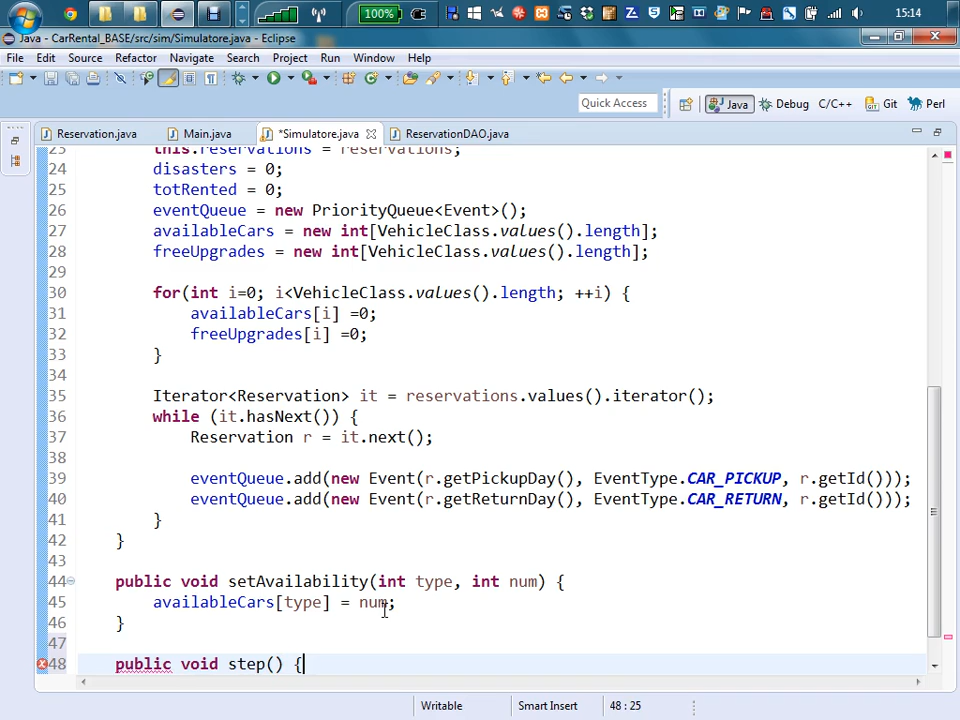 100%
15:14
Java - CarRental_BASE/src/sim/Simulatore.java - Eclipse
File Edit Source Refactor Navigate Search Project Run Window Help
Quick Access
Java Debug C/C++ Git Perl
Reservation.java Main.java *Simulatore.java ReservationDAO.java
23 this.reservations = reservations;
24 disasters = 0;
25 totRented = 0;
26 eventQueue = new PriorityQueue<Event>();
27 availableCars = new int[VehicleClass.values().length];
28 freeUpgrades = new int[VehicleClass.values().length];
29
30 for(int i=0; i<VehicleClass.values().length; ++i) {
31 availableCars[i] =0;
32 freeUpgrades[i] =0;
33 }
34
35 Iterator<Reservation> it = reservations.values().iterator();
36 while (it.hasNext()) {
37 Reservation r = it.next();
38
39 eventQueue.add(new Event(r.getPickupDay(), EventType.CAR_PICKUP, r.getId()));
40 eventQueue.add(new Event(r.getReturnDay(), EventType.CAR_RETURN, r.getId()));
41 }
42 }
43
44 public void setAvailability(int type, int num) {
45 availableCars[type] = num;
46 }
47
48 public void step() {
Writable Smart Insert 48 : 25